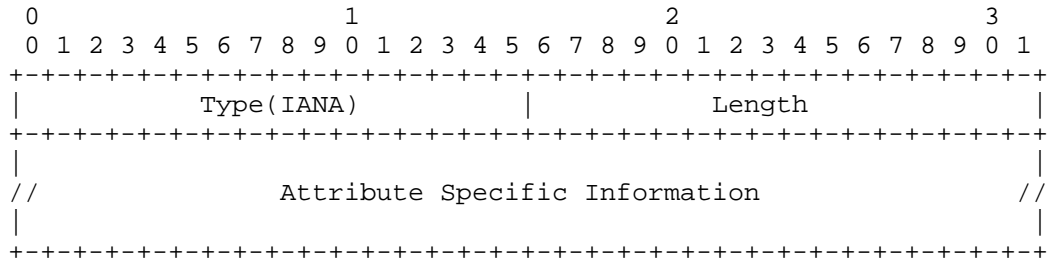 0                   1                   2                   3
 0 1 2 3 4 5 6 7 8 9 0 1 2 3 4 5 6 7 8 9 0 1 2 3 4 5 6 7 8 9 0 1
+-+-+-+-+-+-+-+-+-+-+-+-+-+-+-+-+-+-+-+-+-+-+-+-+-+-+-+-+-+-+-+-+
|           Type(IANA)          |           Length              |
+-+-+-+-+-+-+-+-+-+-+-+-+-+-+-+-+-+-+-+-+-+-+-+-+-+-+-+-+-+-+-+-+
|                                                               |
//               Attribute Specific Information                //
|                                                               |
+-+-+-+-+-+-+-+-+-+-+-+-+-+-+-+-+-+-+-+-+-+-+-+-+-+-+-+-+-+-+-+-+